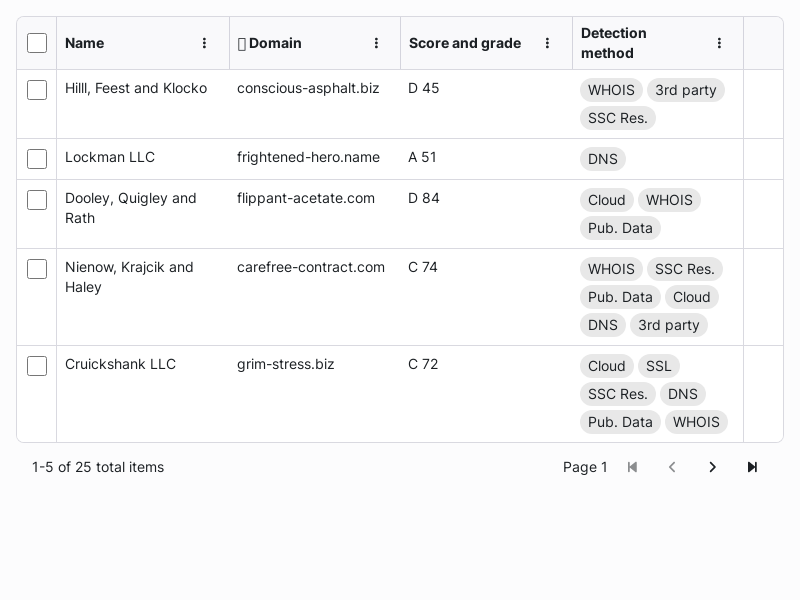 Name Domain Score and grade Detection method
Hilll, Feest and Klocko conscious-asphalt.biz D 45 WHOIS 3rd party
SSC Res.
Lockman LLC frightened-hero.name A 51 DNS
Dooley, Quigley and Rath flippant-acetate.com D 84 Cloud WHOIS
Pub. Data
Nienow, Krajcik and Haley carefree-contract.com C 74 WHOIS SSC Res.
Pub. Data Cloud
DNS 3rd party
Cruickshank LLC grim-stress.biz C 72 Cloud SSL
SSC Res. DNS
Pub. Data WHOIS
1-5 of 25 total items Page 1